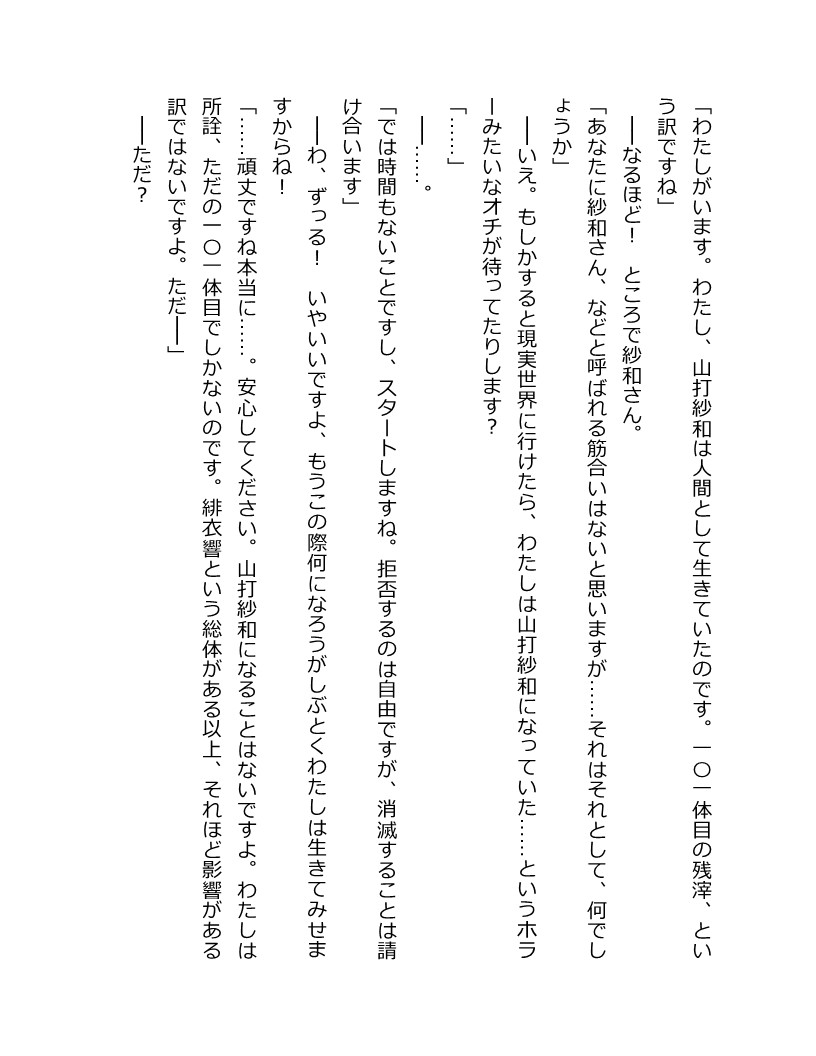 「わたしがいます。わたし、山打紗和は人間として生きていたのです。一〇一体目の残滓、とい
う訳ですね」
　――なるほど！　ところで紗和さん。
「あなたに紗和さん、などと呼ばれる筋合いはないと思いますが……それはそれとして、何でし
ょうか」
　――いえ。もしかすると現実世界に行けたら、わたしは山打紗和になっていた……というホラ
ーみたいなオチが待ってたりします？
「……」
　――……。
「では時間もないことですし、スタートしますね。拒否するのは自由ですが、消滅することは請
け合います」
　――わ、ずっる！　いやいいですよ、もうこの際何になろうがしぶとくわたしは生きてみせま
すからね！
「……頑丈ですね本当に……。安心してください。山打紗和になることはないですよ。わたしは
所詮、ただの一〇一体目でしかないのです。緋衣響という総体がある以上、それほど影響がある
訳ではないですよ。ただ――」
　――ただ？